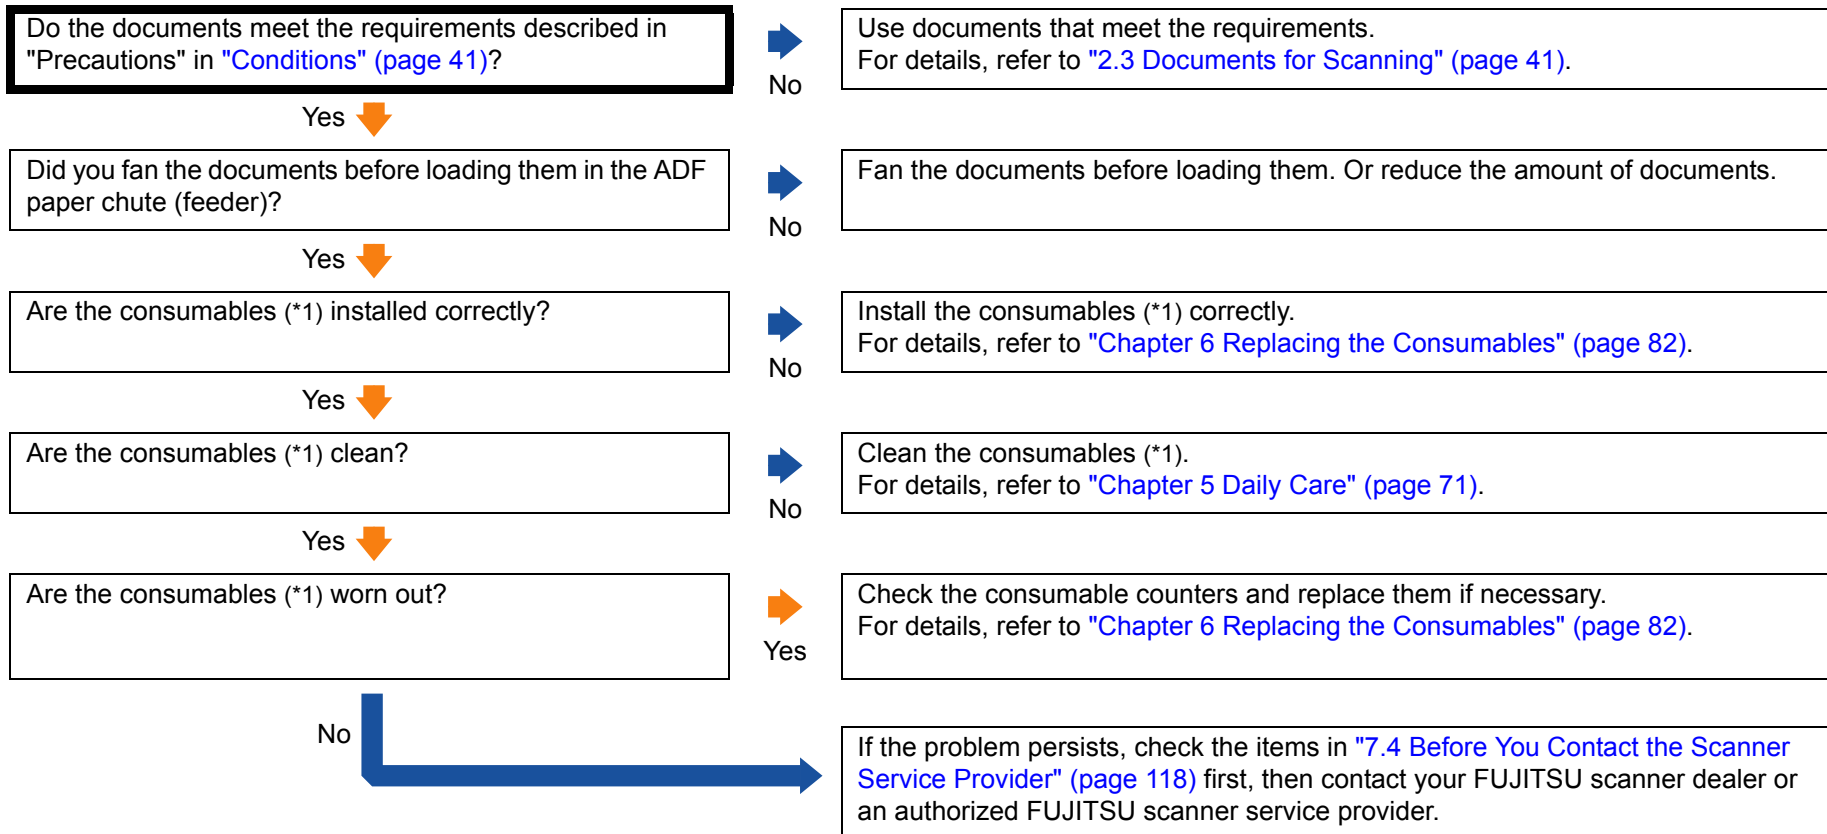 Do the documents meet the requirements described in
"Precautions" in "Conditions" (page 41)?
No
Use documents that meet the requirements.
For details, refer to "2.3 Documents for Scanning" (page 41).
Yes
Did you fan the documents before loading them in the ADF
paper chute (feeder)?
No
Fan the documents before loading them. Or reduce the amount of documents.
Yes
Are the consumables (*1) installed correctly?
No
Install the consumables (*1) correctly.
For details, refer to "Chapter 6 Replacing the Consumables" (page 82).
Yes
Are the consumables (*1) clean?
No
Clean the consumables (*1).
For details, refer to "Chapter 5 Daily Care" (page 71).
Yes
Are the consumables (*1) worn out?
Yes
Check the consumable counters and replace them if necessary.
For details, refer to "Chapter 6 Replacing the Consumables" (page 82).
No
If the problem persists, check the items in "7.4 Before You Contact the Scanner
Service Provider" (page 118) first, then contact your FUJITSU scanner dealer or
an authorized FUJITSU scanner service provider.